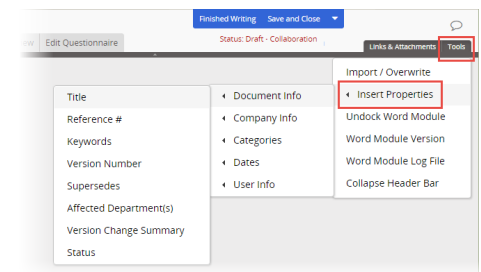 Finished Writing Save and Close
Edit Questionnaire
Status: Draft - Collaboration
Links & Attachments Tools
Import / Overwrite
Insert Properties
Undock Word Module
Word Module Version
Word Module Log File
Collapse Header Bar
Document Info
Company Info
Categories
Dates
User Info
Title
Reference #
Keywords
Version Number
Supersedes
Affected Department(s)
Version Change Summary
Status